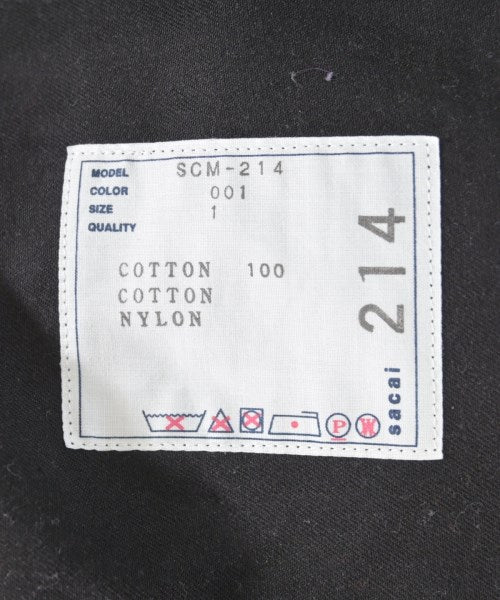 MODEL SCM-214
COLOR 001
SIZE 1
QUALITY
COTTON 100
COTTON
NYLON
214
sacai
P
W